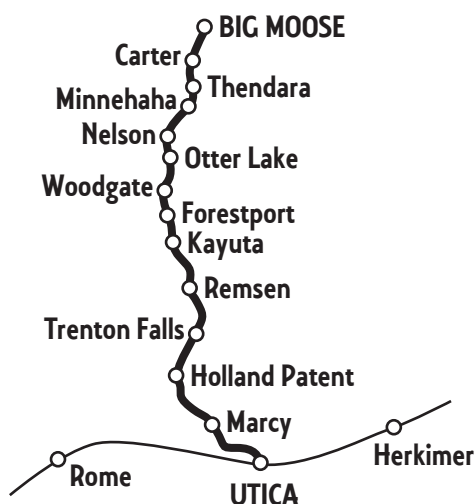 BIG MOOSE
Carter
Thendara
Minnehaha
Nelson
Otter Lake
Woodgate
Forestport
Kayuta
Remsen
Trenton Falls
Holland Patent
Marcy
Herkimer
Rome
UTICA